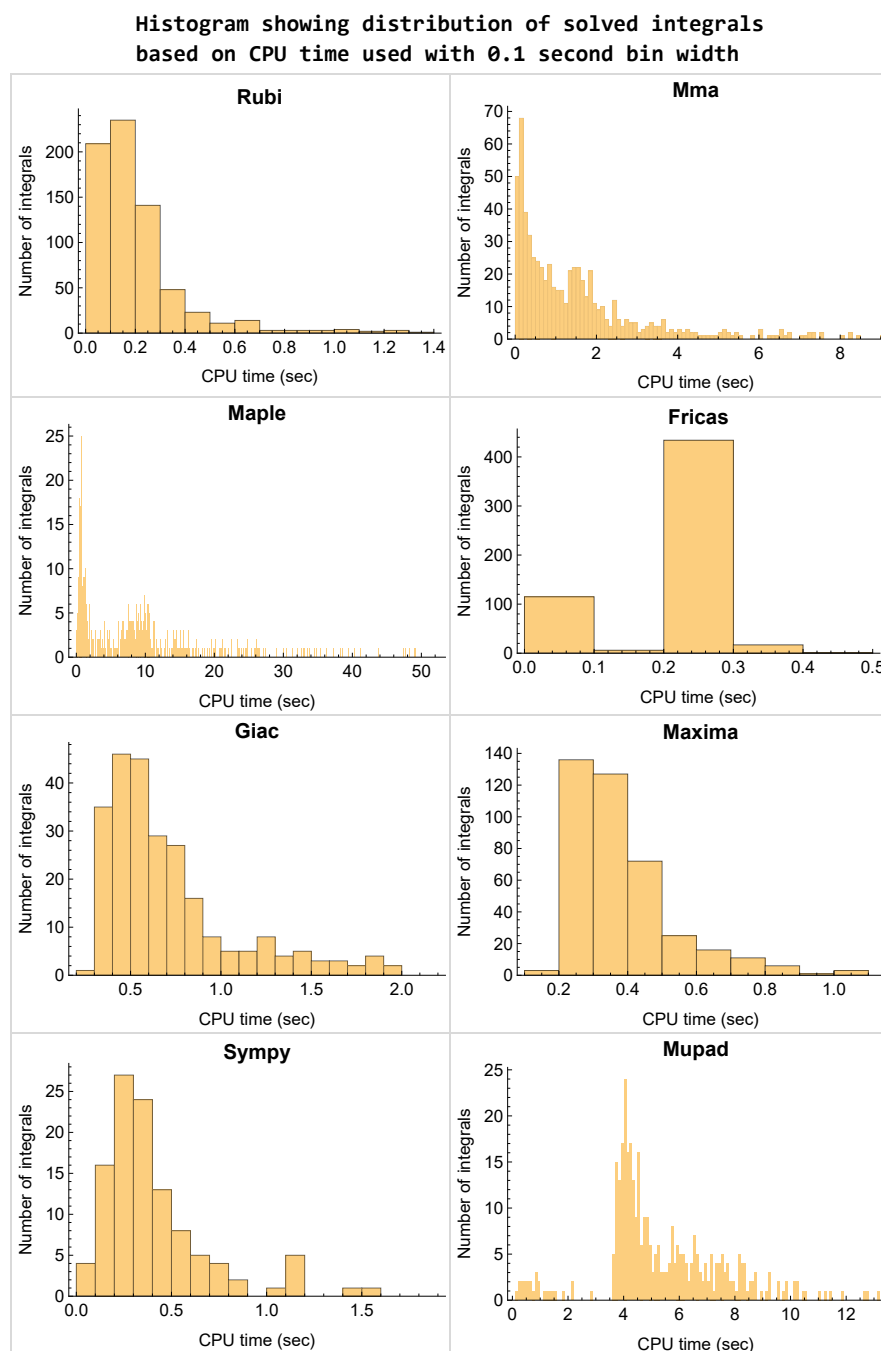 Histogram showing distribution of solved integrals
based on CPU time used with 0.1 second bin width
Rubi
Number of integrals
200
150
100
50
0
0.0 0.2 0.4 0.6 0.8 1.0 1.2 1.4
CPU time (sec)
Mma
Number of integrals
70
60
50
40
30
20
10
0
0 2 4 6 8
CPU time (sec)
Maple
Number of integrals
25
20
15
10
5
0
0 10 20 30 40 50
CPU time (sec)
Fricas
Number of integrals
400
300
200
100
0
0.0 0.1 0.2 0.3 0.4 0.5
CPU time (sec)
Giac
Number of integrals
40
30
20
10
0
0.5 1.0 1.5 2.0
CPU time (sec)
Maxima
Number of integrals
140
120
100
80
60
40
20
0
0.2 0.4 0.6 0.8 1.0
CPU time (sec)
Sympy
Number of integrals
25
20
15
10
5
0
0.0 0.5 1.0 1.5
CPU time (sec)
Mupad
Number of integrals
25
20
15
10
5
0
0 2 4 6 8 10 12
CPU time (sec)